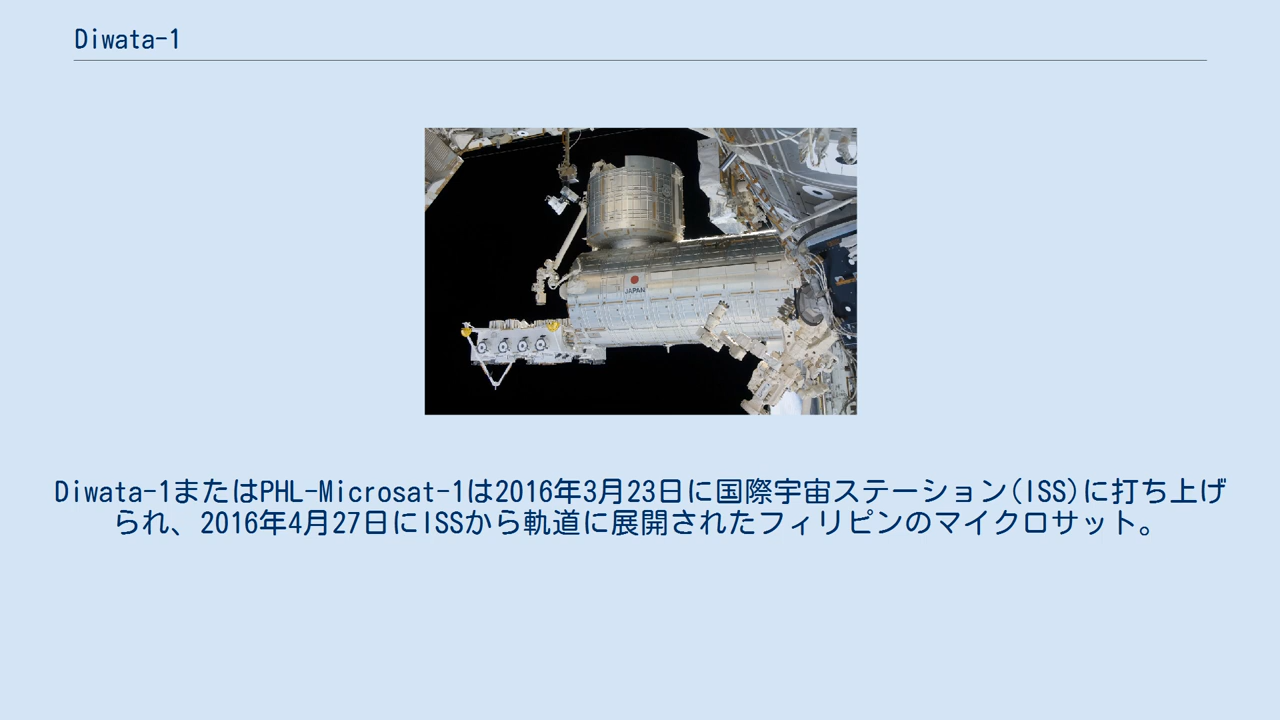 Diwata-1
JAPAN
Diwata-1またはPHL-Microsat-1は2016年3月23日に国際宇宙ステーション(ISS)に打ち上げ
られ、2016年4月27日にISSから軌道に展開されたフィリピンのマイクロサット。